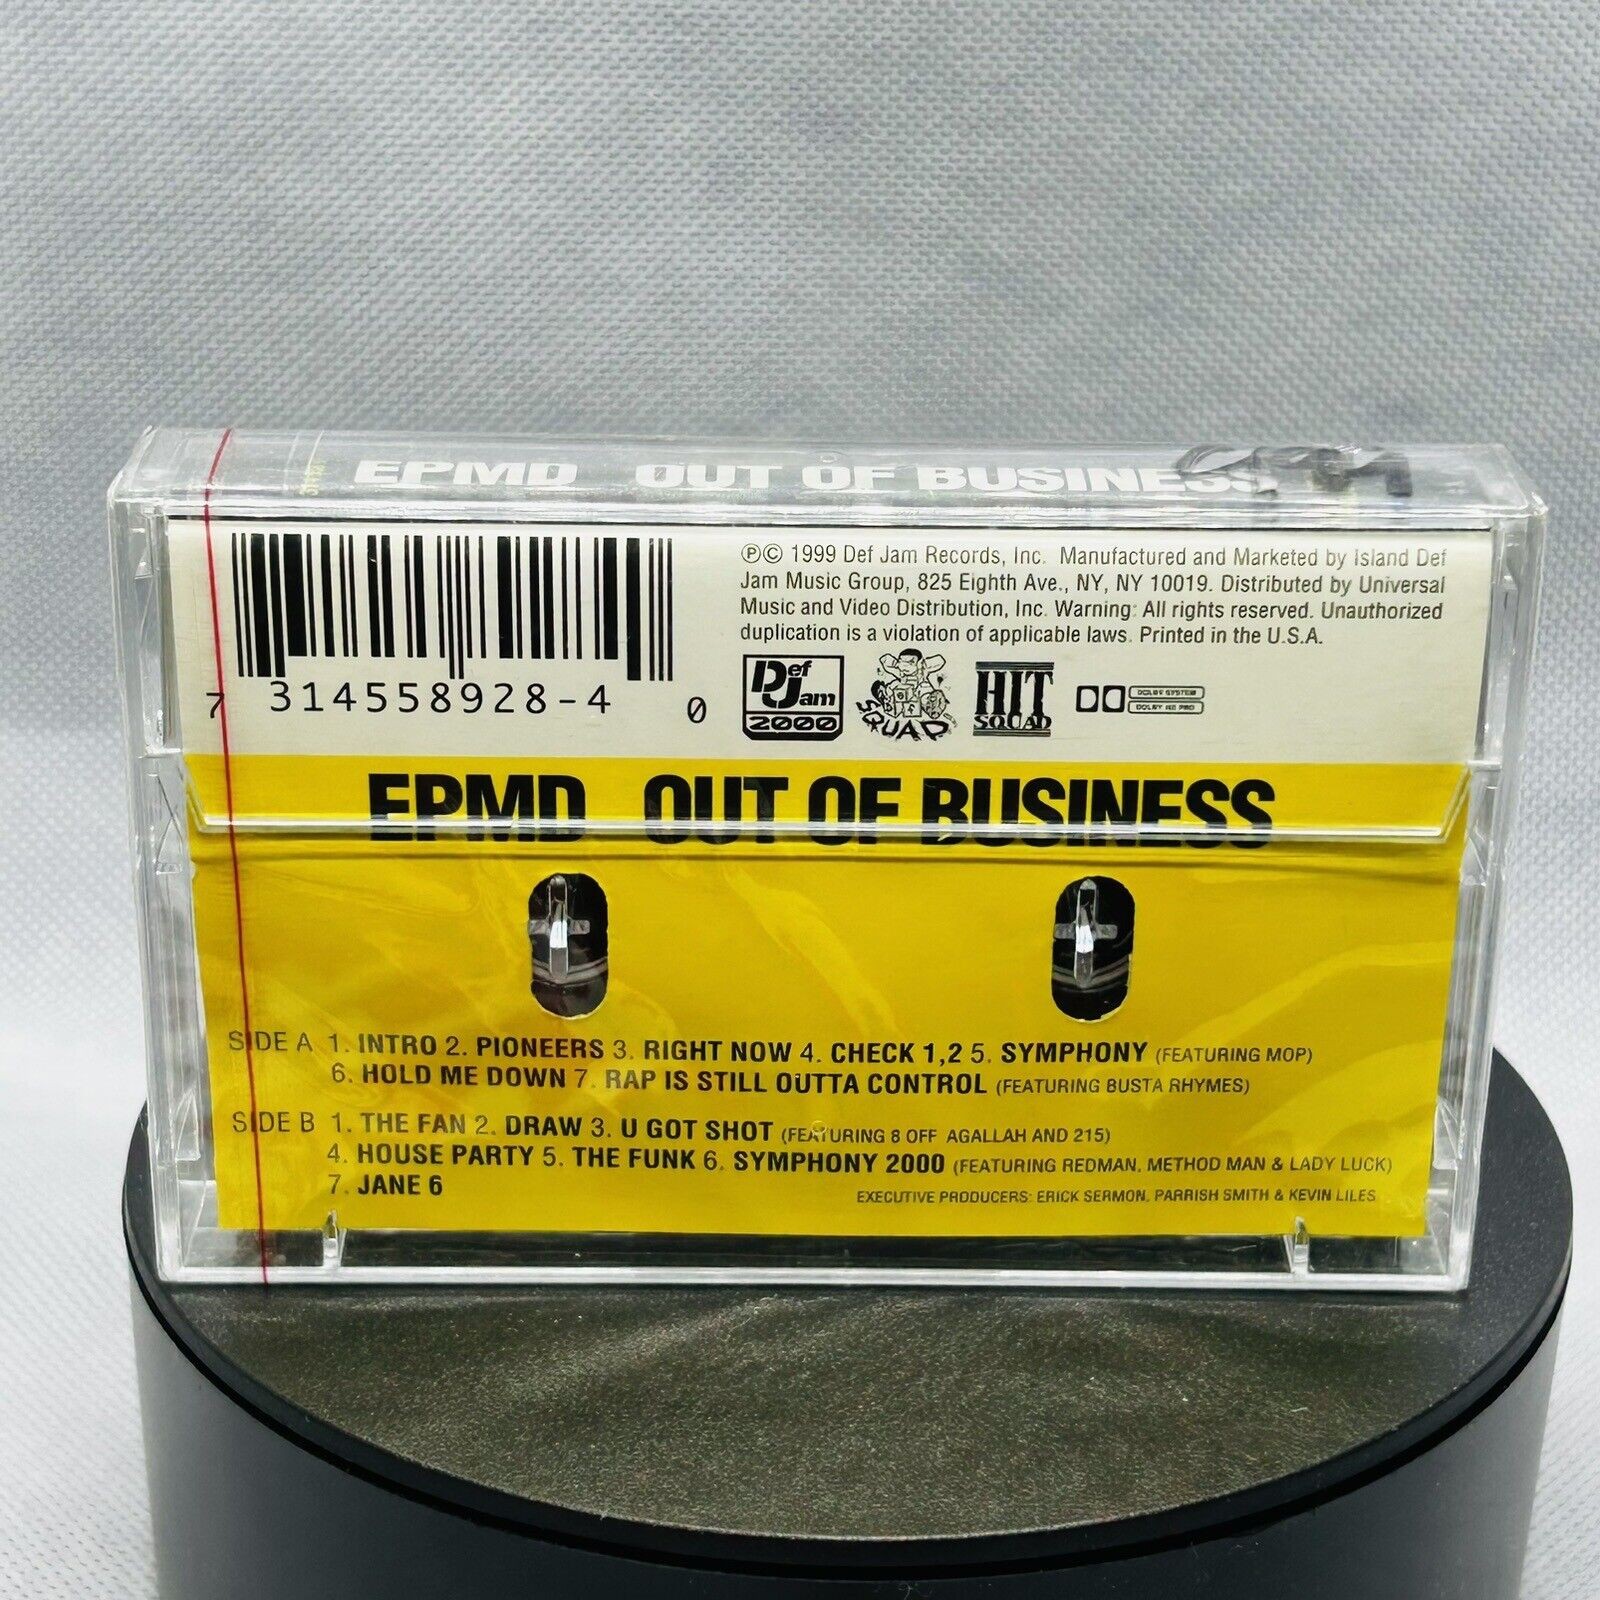 EPMD OUT OF BUSINESS
7 314558928-4 0
ⓅⒸ 1999 Def Jam Records, Inc. Manufactured and Marketed by Island Def
Jam Music Group, 825 Eighth Ave., NY, NY 10019. Distributed by Universal
Music and Video Distribution, Inc. Warning: All rights reserved. Unauthorized
duplication is a violation of applicable laws. Printed in the U.S.A.
Def Jam 2000
SQUAD
HIT SQUAD
DOLBY SYSTEM
DOLBY HX PRO
EPMD OUT OF BUSINESS
SIDE A 1. INTRO 2. PIONEERS 3. RIGHT NOW 4. CHECK 1,2 5. SYMPHONY (FEATURING MOP)
6. HOLD ME DOWN 7. RAP IS STILL OUTTA CONTROL (FEATURING BUSTA RHYMES)
SIDE B 1. THE FAN 2. DRAW 3. U GOT SHOT (FEATURING 8 OFF AGALLAH AND 215)
4. HOUSE PARTY 5. THE FUNK 6. SYMPHONY 2000 (FEATURING REDMAN, METHOD MAN & LADY LUCK)
7. JANE 6
EXECUTIVE PRODUCERS: ERICK SERMON, PARRISH SMITH & KEVIN LILES